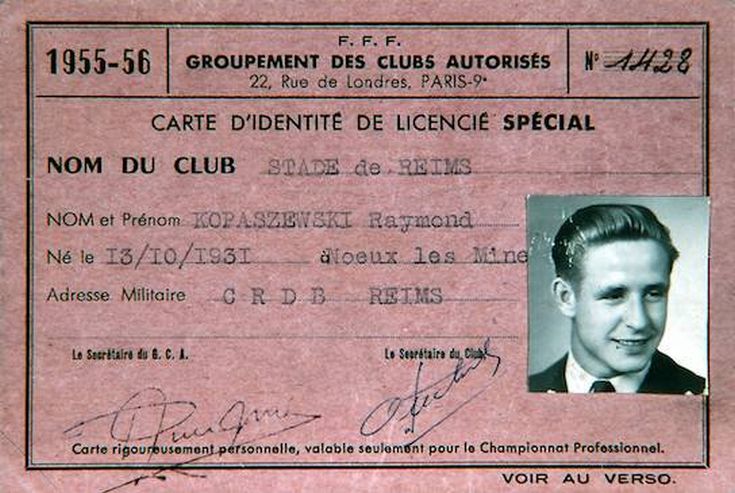 1955-56
F. F. F.
GROUPEMENT DES CLUBS AUTORISÉS
22, Rue de Londres, PARIS-9e
N° 1428
CARTE D'IDENTITÉ DE LICENCIÉ SPÉCIAL
NOM DU CLUB STADE de REIMS
NOM et Prénom KOPASZEWSKI Raymond
Né le 13/10/1931 à Noeux les Mine
Adresse Militaire C R D B REIMS
Le Secrétaire du G. C. A. Le Secrétaire du Club:
Carte rigoureusement personnelle, valable seulement pour le Championnat Professionnel.
VOIR AU VERSO.